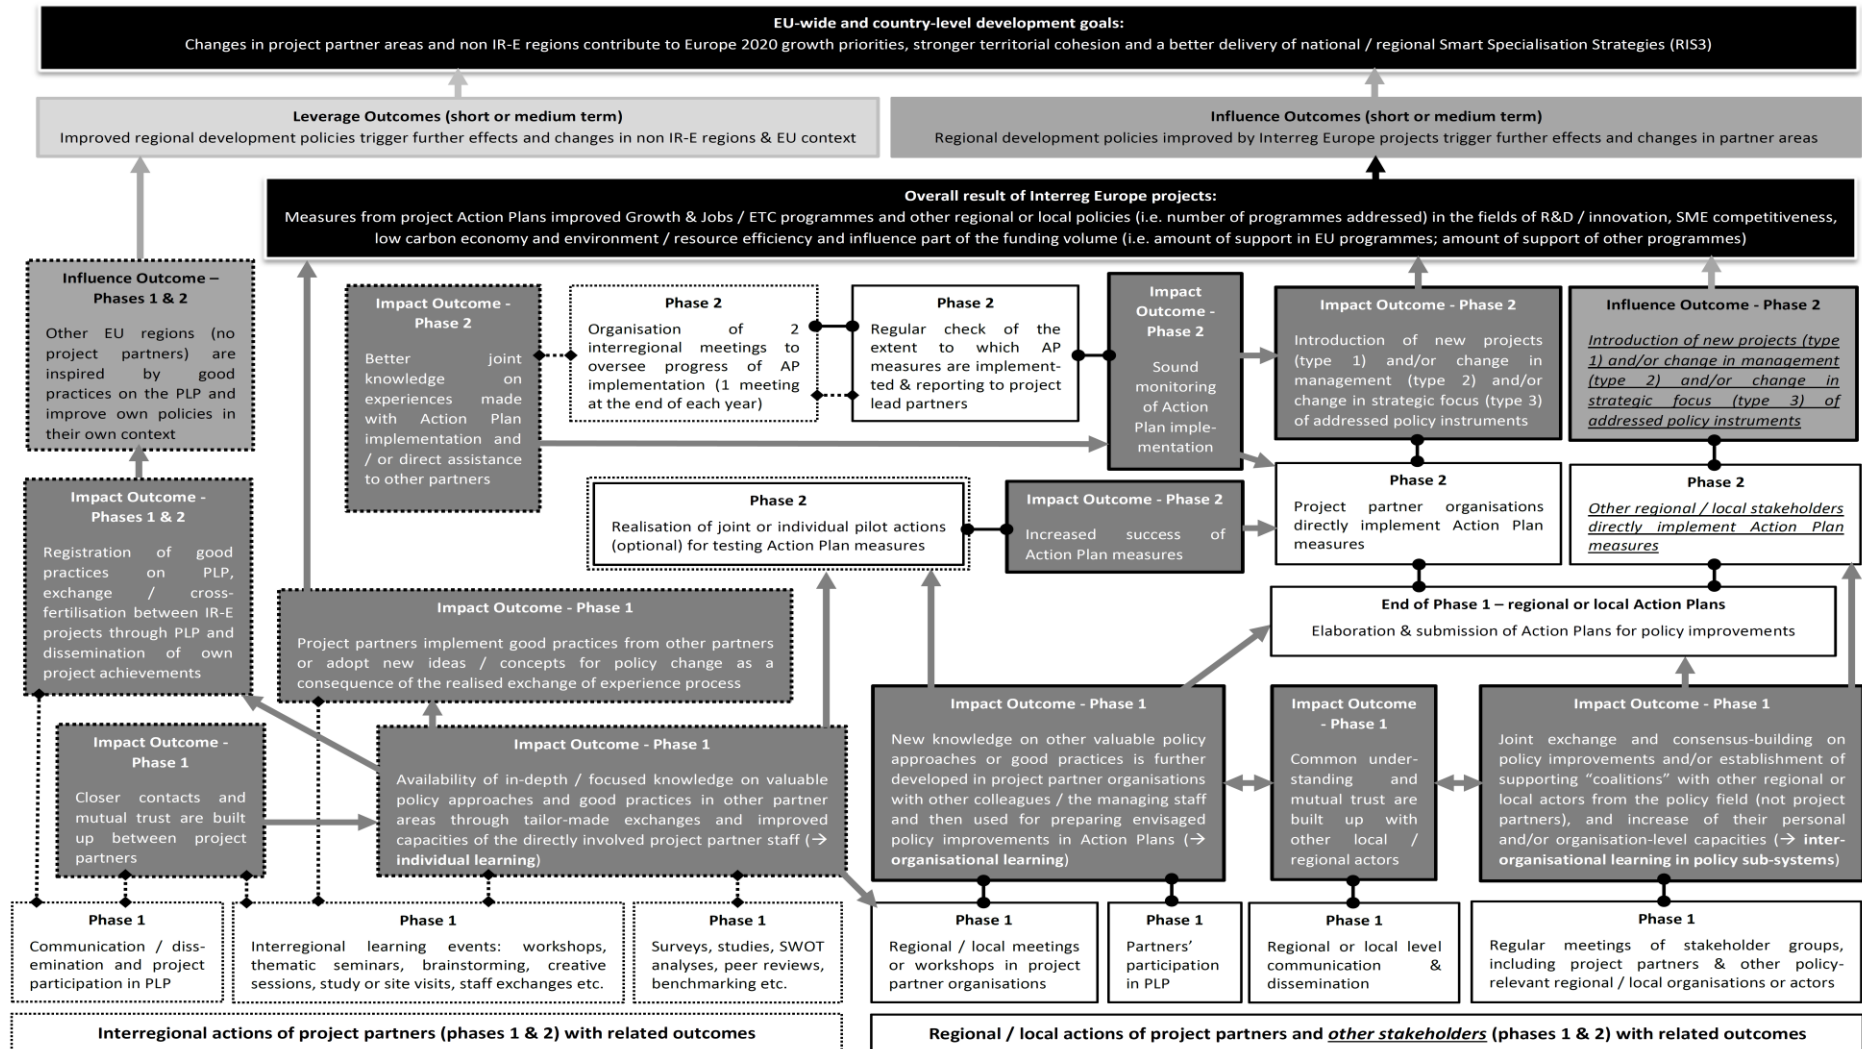 EU-wide and country-level development goals:
Changes in project partner areas and non IR-E regions contribute to Europe 2020 growth priorities, stronger territorial cohesion and a better delivery of national / regional Smart Specialisation Strategies (RIS3)
Leverage Outcomes (short or medium term)
Improved regional development policies trigger further effects and changes in non IR-E regions & EU context
Influence Outcomes (short or medium term)
Regional development policies improved by Interreg Europe projects trigger further effects and changes in partner areas
Overall result of Interreg Europe projects:
Measures from project Action Plans improved Growth & Jobs / ETC programmes and other regional or local policies (i.e. number of programmes addressed) in the fields of R&D / innovation, SME competitiveness,
low carbon economy and environment / resource efficiency and influence part of the funding volume (i.e. amount of support in EU programmes; amount of support of other programmes)
Influence Outcome –
Phases 1 & 2
Other EU regions (no
project partners) are
inspired by good
practices on the PLP and
improve own policies in
their own context
Impact Outcome -
Phase 2
Better joint
knowledge on
experiences made
with Action Plan
implementation and
/ or direct assistance
to other partners
Phase 2
Organisation of 2
interregional meetings to
oversee progress of AP
implementation (1 meeting
at the end of each year)
Phase 2
Regular check of the
extent to which AP
measures are implemen-
ted & reporting to project
lead partners
Impact
Outcome -
Phase 2
Sound
monitoring
of Action
Plan imple-
mentation
Impact Outcome - Phase 2
Introduction of new projects
(type 1) and/or change in
management (type 2) and/or
change in strategic focus (type 3)
of addressed policy instruments
Influence Outcome - Phase 2
Introduction of new projects (type
1) and/or change in management
(type 2) and/or change in
strategic focus (type 3) of
addressed policy instruments
Impact Outcome -
Phases 1 & 2
Registration of good
practices on PLP,
exchange / cross-
fertilisation between IR-E
projects through PLP and
dissemination of own
project achievements
Phase 2
Realisation of joint or individual pilot actions
(optional) for testing Action Plan measures
Impact Outcome - Phase 2
Increased success of
Action Plan measures
Phase 2
Project partner organisations
directly implement Action Plan
measures
Phase 2
Other regional / local stakeholders
directly implement Action Plan
measures
Impact Outcome - Phase 1
Project partners implement good practices from other partners
or adopt new ideas / concepts for policy change as a
consequence of the realised exchange of experience process
End of Phase 1 – regional or local Action Plans
Elaboration & submission of Action Plans for policy improvements
Impact Outcome -
Phase 1
Closer contacts and
mutual trust are built
up between project
partners
Impact Outcome - Phase 1
Availability of in-depth / focused knowledge on valuable
policy approaches and good practices in other partner
areas through tailor-made exchanges and improved
capacities of the directly involved project partner staff (→
individual learning)
Impact Outcome - Phase 1
New knowledge on other valuable policy
approaches or good practices is further
developed in project partner organisations
with other colleagues / the managing staff
and then used for preparing envisaged
policy improvements in Action Plans (→
organisational learning)
Impact Outcome
- Phase 1
Common under-
standing and
mutual trust are
built up with
other local /
regional actors
Impact Outcome - Phase 1
Joint exchange and consensus-building on
policy improvements and/or establishment of
supporting “coalitions” with other regional or
local actors from the policy field (not project
partners), and increase of their personal
and/or organisation-level capacities (→ inter-
organisational learning in policy sub-systems)
Phase 1
Communication / diss-
emination and project
participation in PLP
Phase 1
Interregional learning events: workshops,
thematic seminars, brainstorming, creative
sessions, study or site visits, staff exchanges etc.
Phase 1
Surveys, studies, SWOT
analyses, peer reviews,
benchmarking etc.
Phase 1
Regional / local meetings
or workshops in project
partner organisations
Phase 1
Partners’
participation
in PLP
Phase 1
Regional or local level
communication &
dissemination
Phase 1
Regular meetings of stakeholder groups,
including project partners & other policy-
relevant regional / local organisations or actors
Interregional actions of project partners (phases 1 & 2) with related outcomes
Regional / local actions of project partners and other stakeholders (phases 1 & 2) with related outcomes